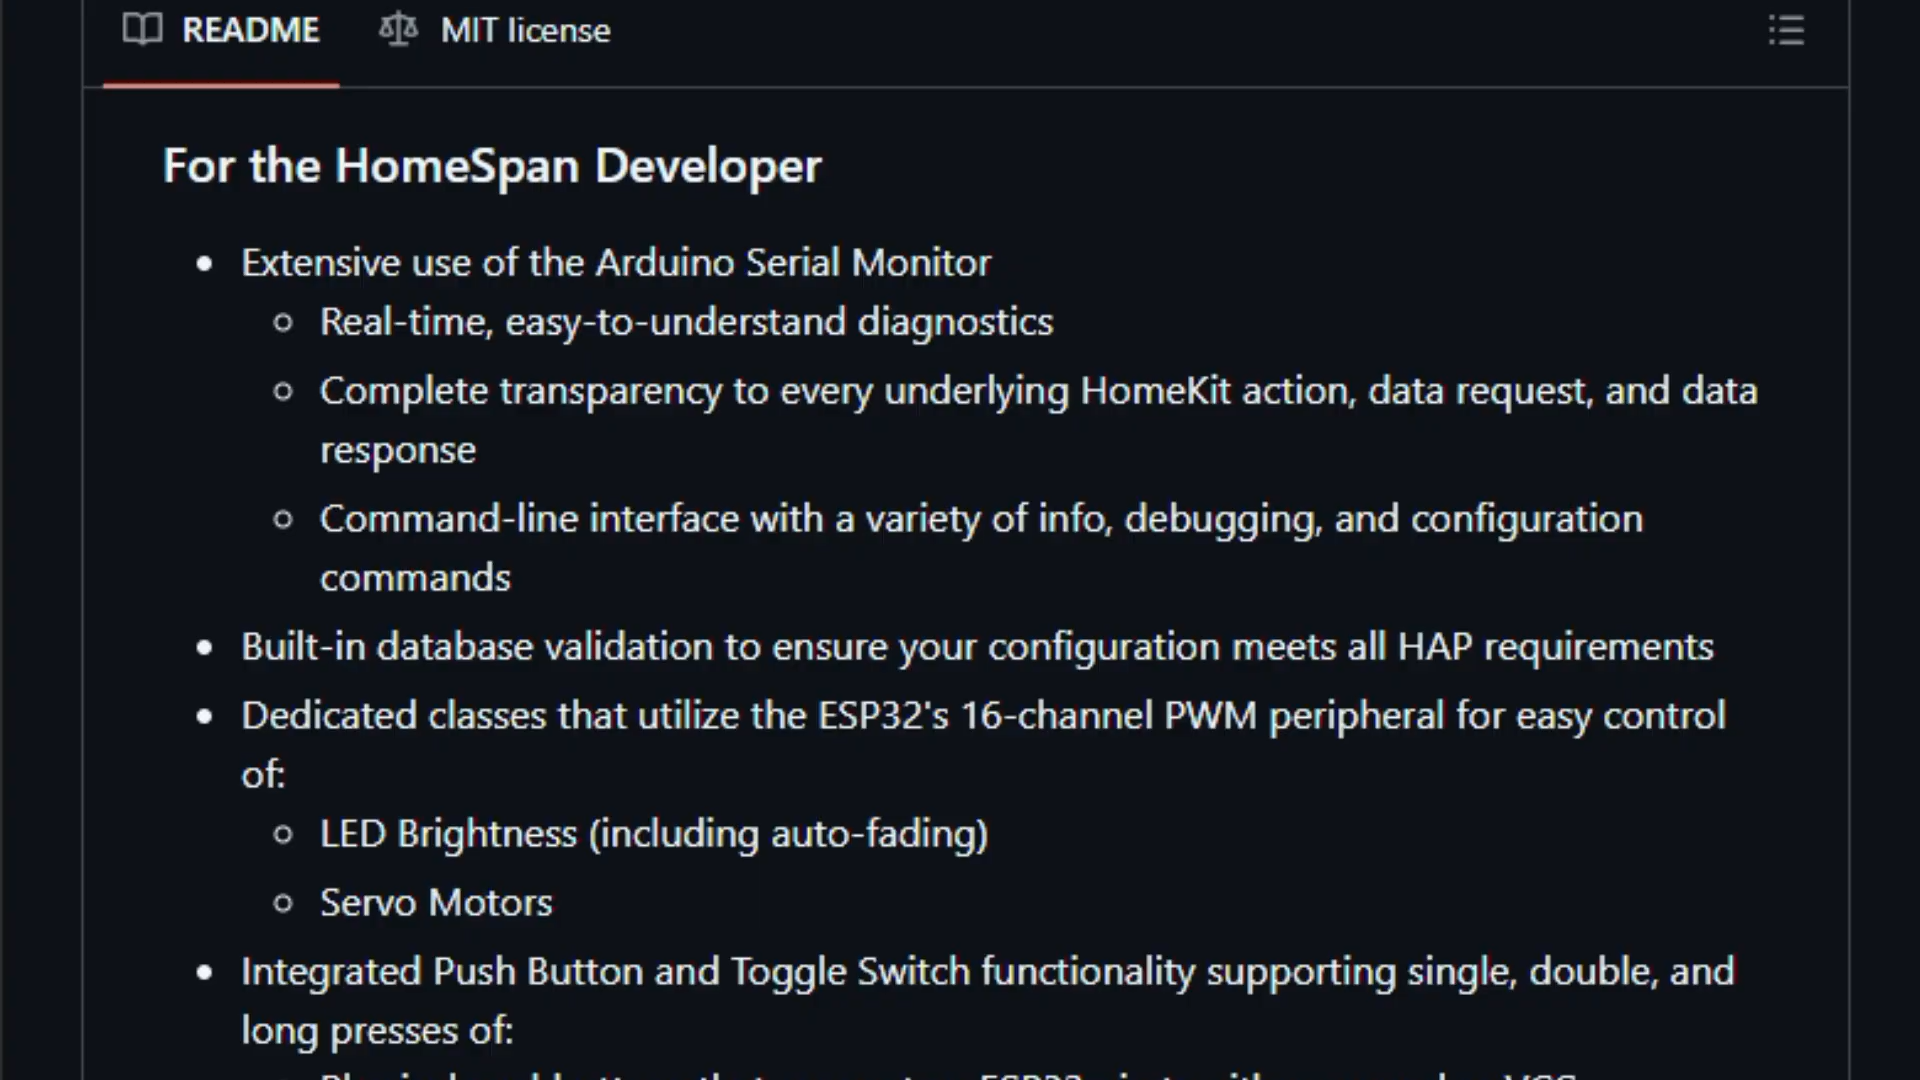 README MIT license
For the HomeSpan Developer
Extensive use of the Arduino Serial Monitor
Real-time, easy-to-understand diagnostics
Complete transparency to every underlying HomeKit action, data request, and data
response
Command-line interface with a variety of info, debugging, and configuration
commands
Built-in database validation to ensure your configuration meets all HAP requirements
Dedicated classes that utilize the ESP32's 16-channel PWM peripheral for easy control
of:
LED Brightness (including auto-fading)
Servo Motors
Integrated Push Button and Toggle Switch functionality supporting single, double, and
long presses of: